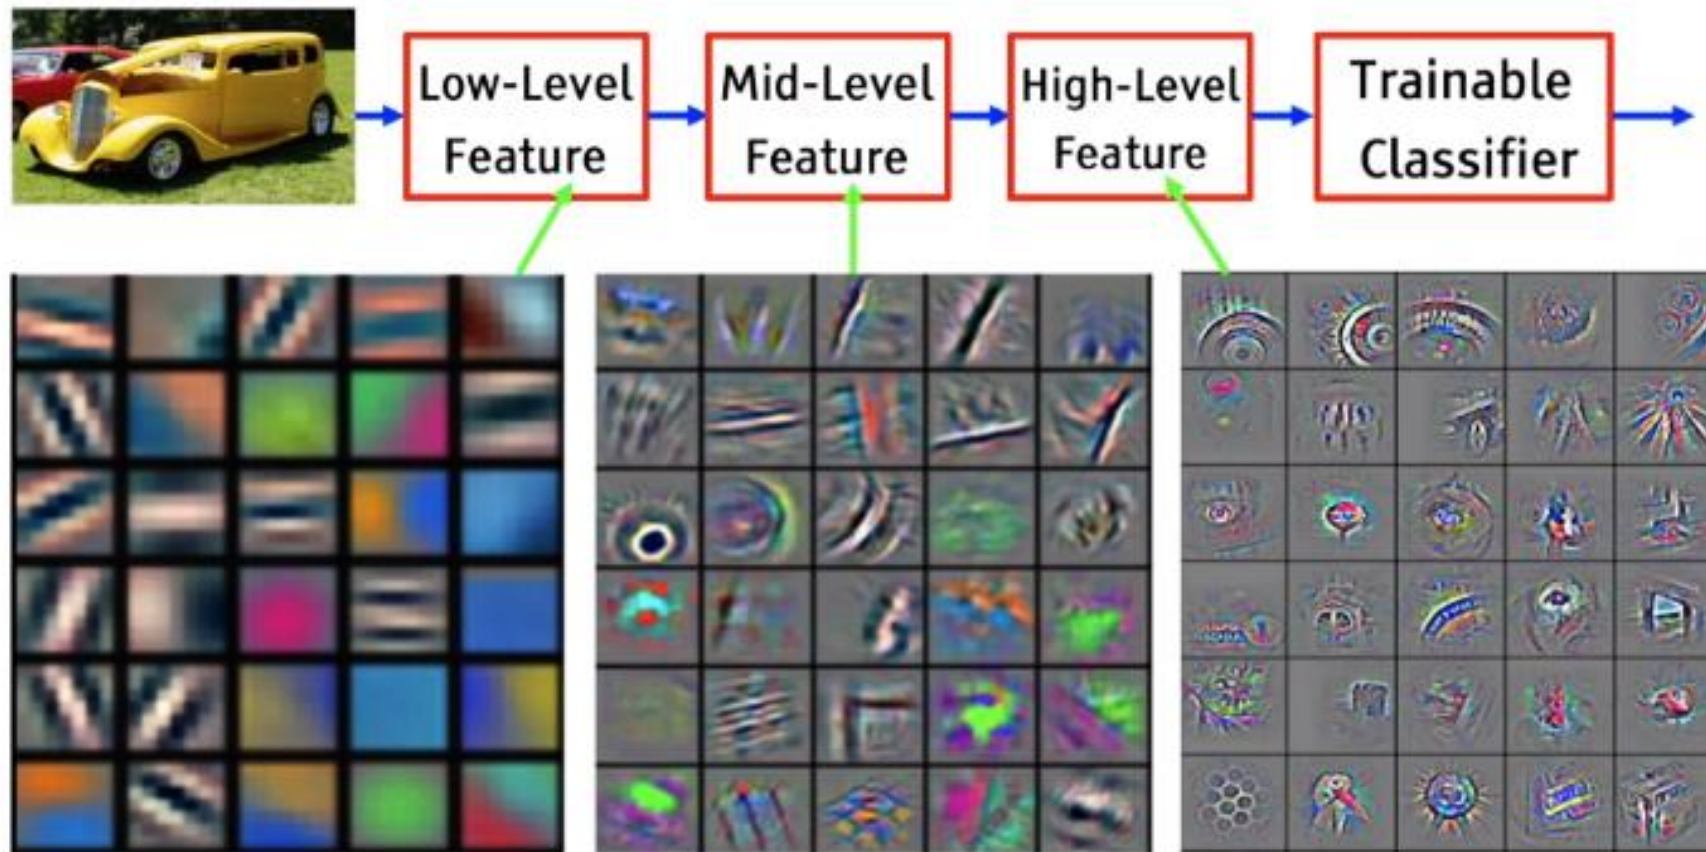 Low-Level
Feature
Mid-Level
Feature
High-Level
Feature
Trainable
Classifier